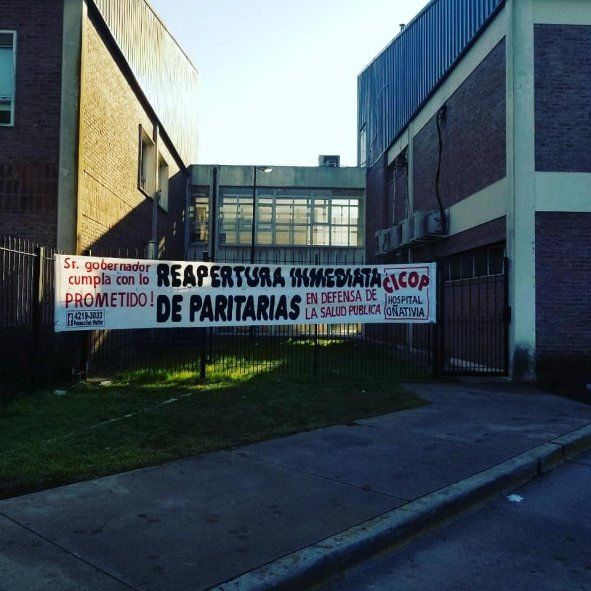 Sr. gobernador
cumpla con lo
PROMETIDO!
4219-3033
REAPERTURA INMEDIATA
DE PARITARIAS
EN DEFENSA DE
LA SALUD PUBLICA
CICOP
HOSPITAL
OÑATIVIA